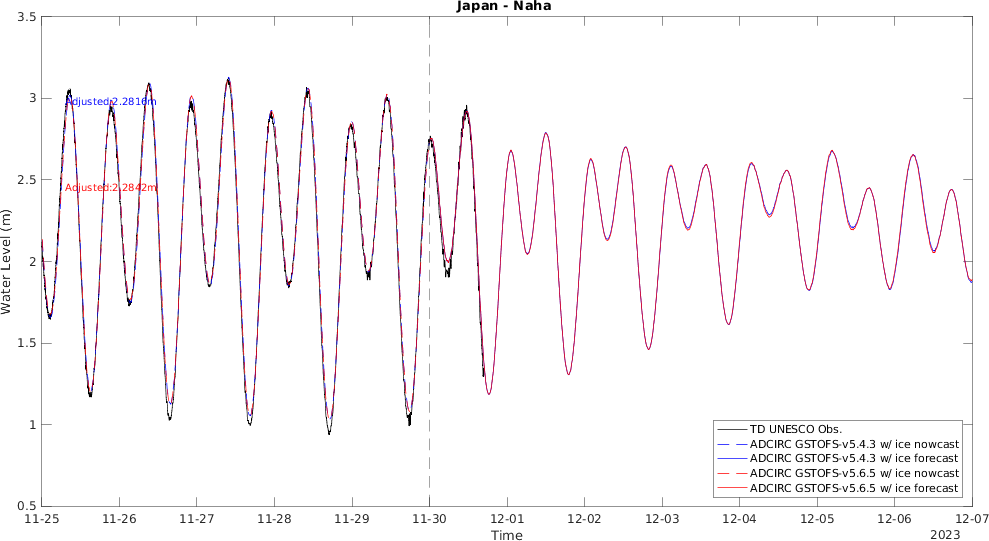 Japan - Naha
3.5
3
2.5
2
1.5
1
0.5
Water Level (m)
Adjusted:2.2816m
Adjusted:2.2842m
TD UNESCO Obs.
ADCIRC GSTOFS-v5.4.3 w/ ice nowcast
ADCIRC GSTOFS-v5.4.3 w/ ice forecast
ADCIRC GSTOFS-v5.6.5 w/ ice nowcast
ADCIRC GSTOFS-v5.6.5 w/ ice forecast
11-25 11-26 11-27 11-28 11-29 11-30 12-01 12-02 12-03 12-04 12-05 12-06 12-07
Time
2023